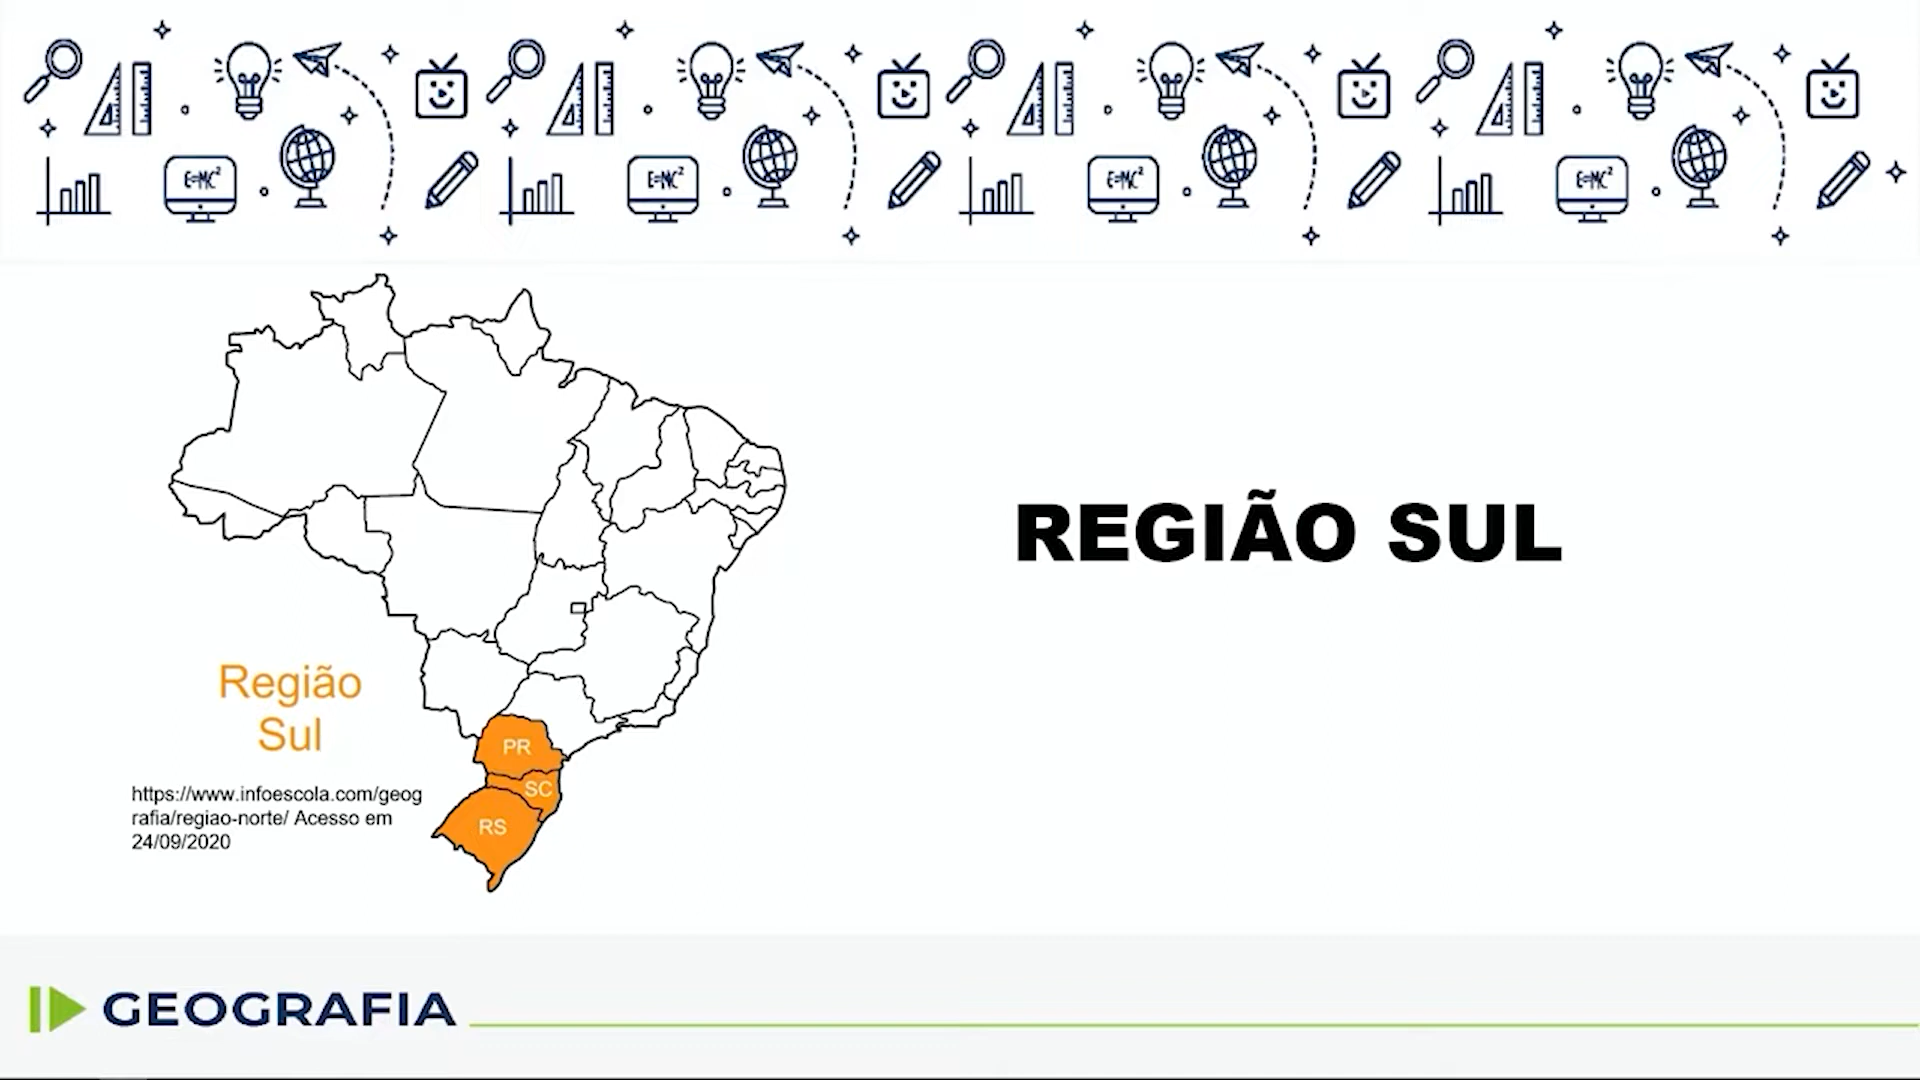 E=MC²
E=MC²
E=MC²
E=MC²
REGIÃO SUL
Região
Sul
PR
SC
RS
https://www.infoescola.com/geog
rafia/regiao-norte/ Acesso em
24/09/2020
GEOGRAFIA